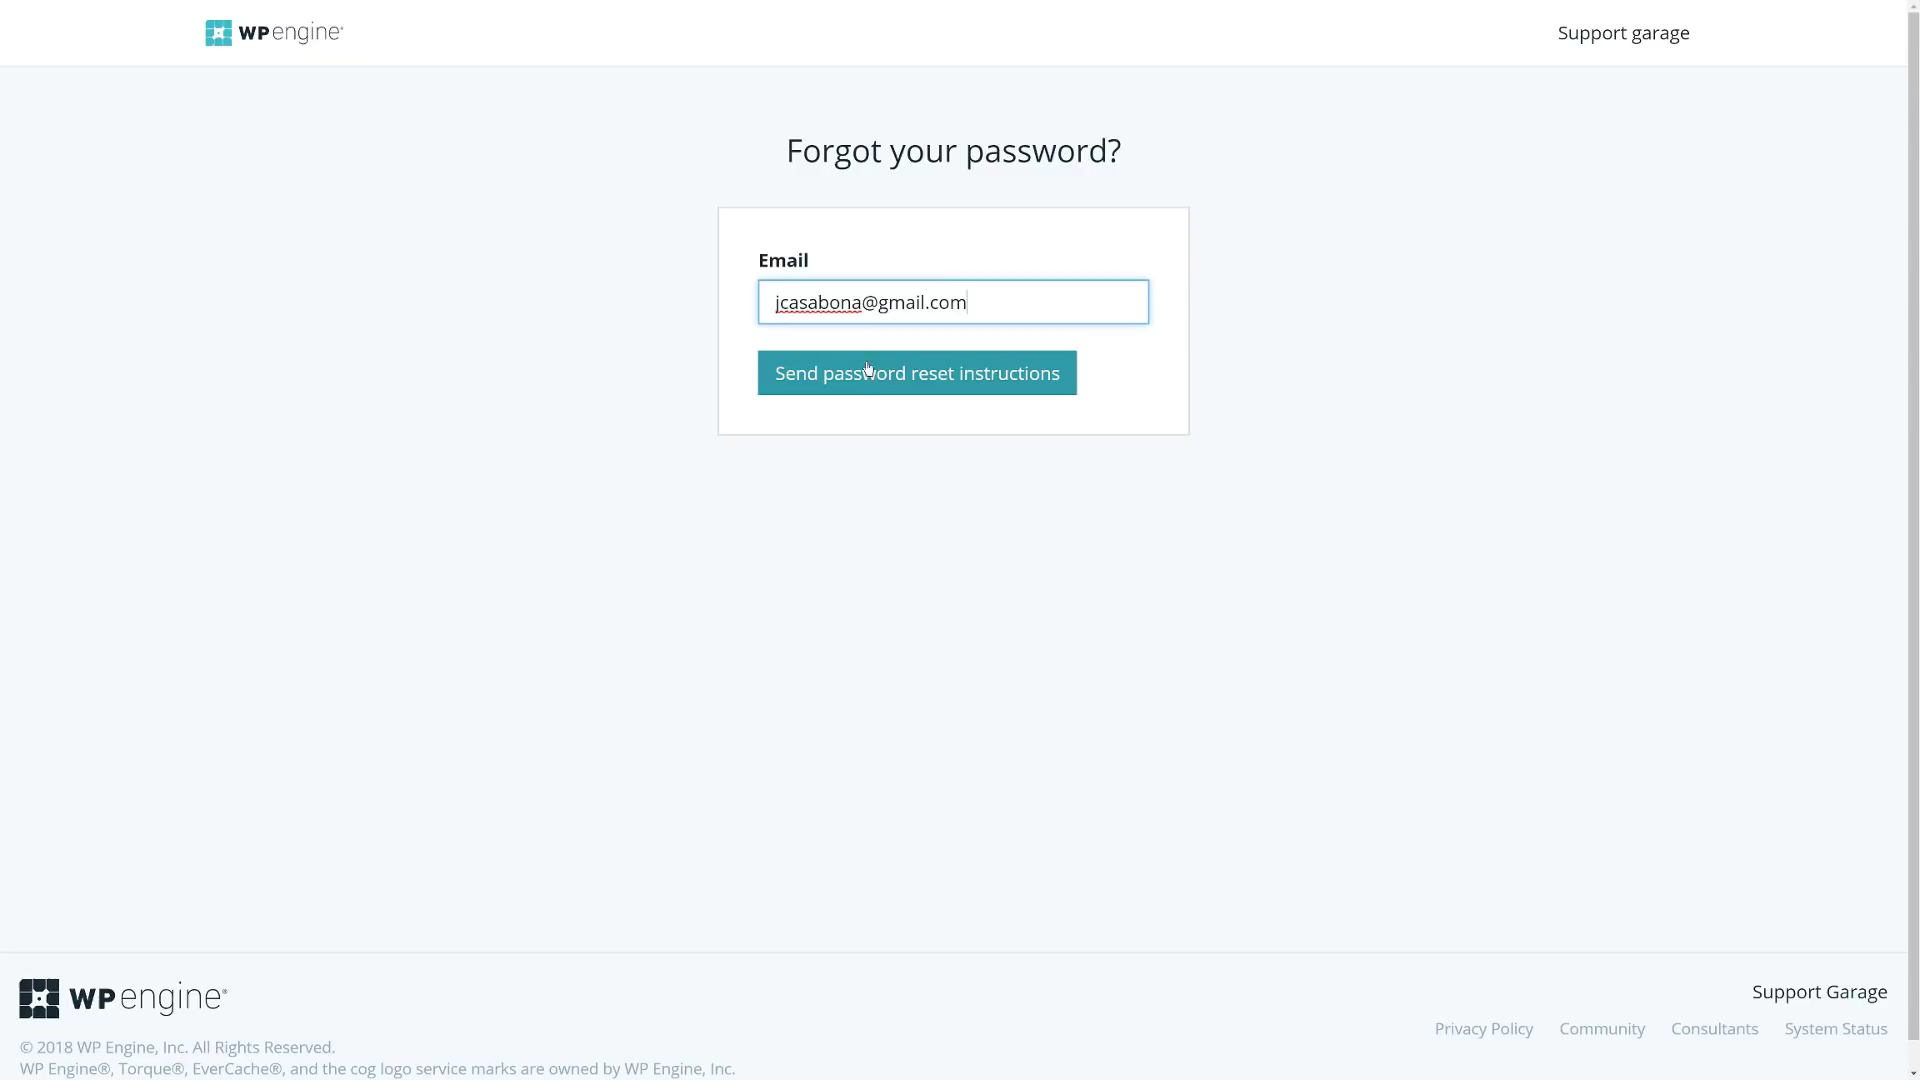 WP engine®
Support garage
Forgot your password?
Email
jcasabona@gmail.com
Send password reset instructions
WP engine®
Support Garage
Privacy Policy Community Consultants System Status
© 2018 WP Engine, Inc. All Rights Reserved.
WP Engine®, Torque®, EverCache®, and the cog logo service marks are owned by WP Engine, Inc.